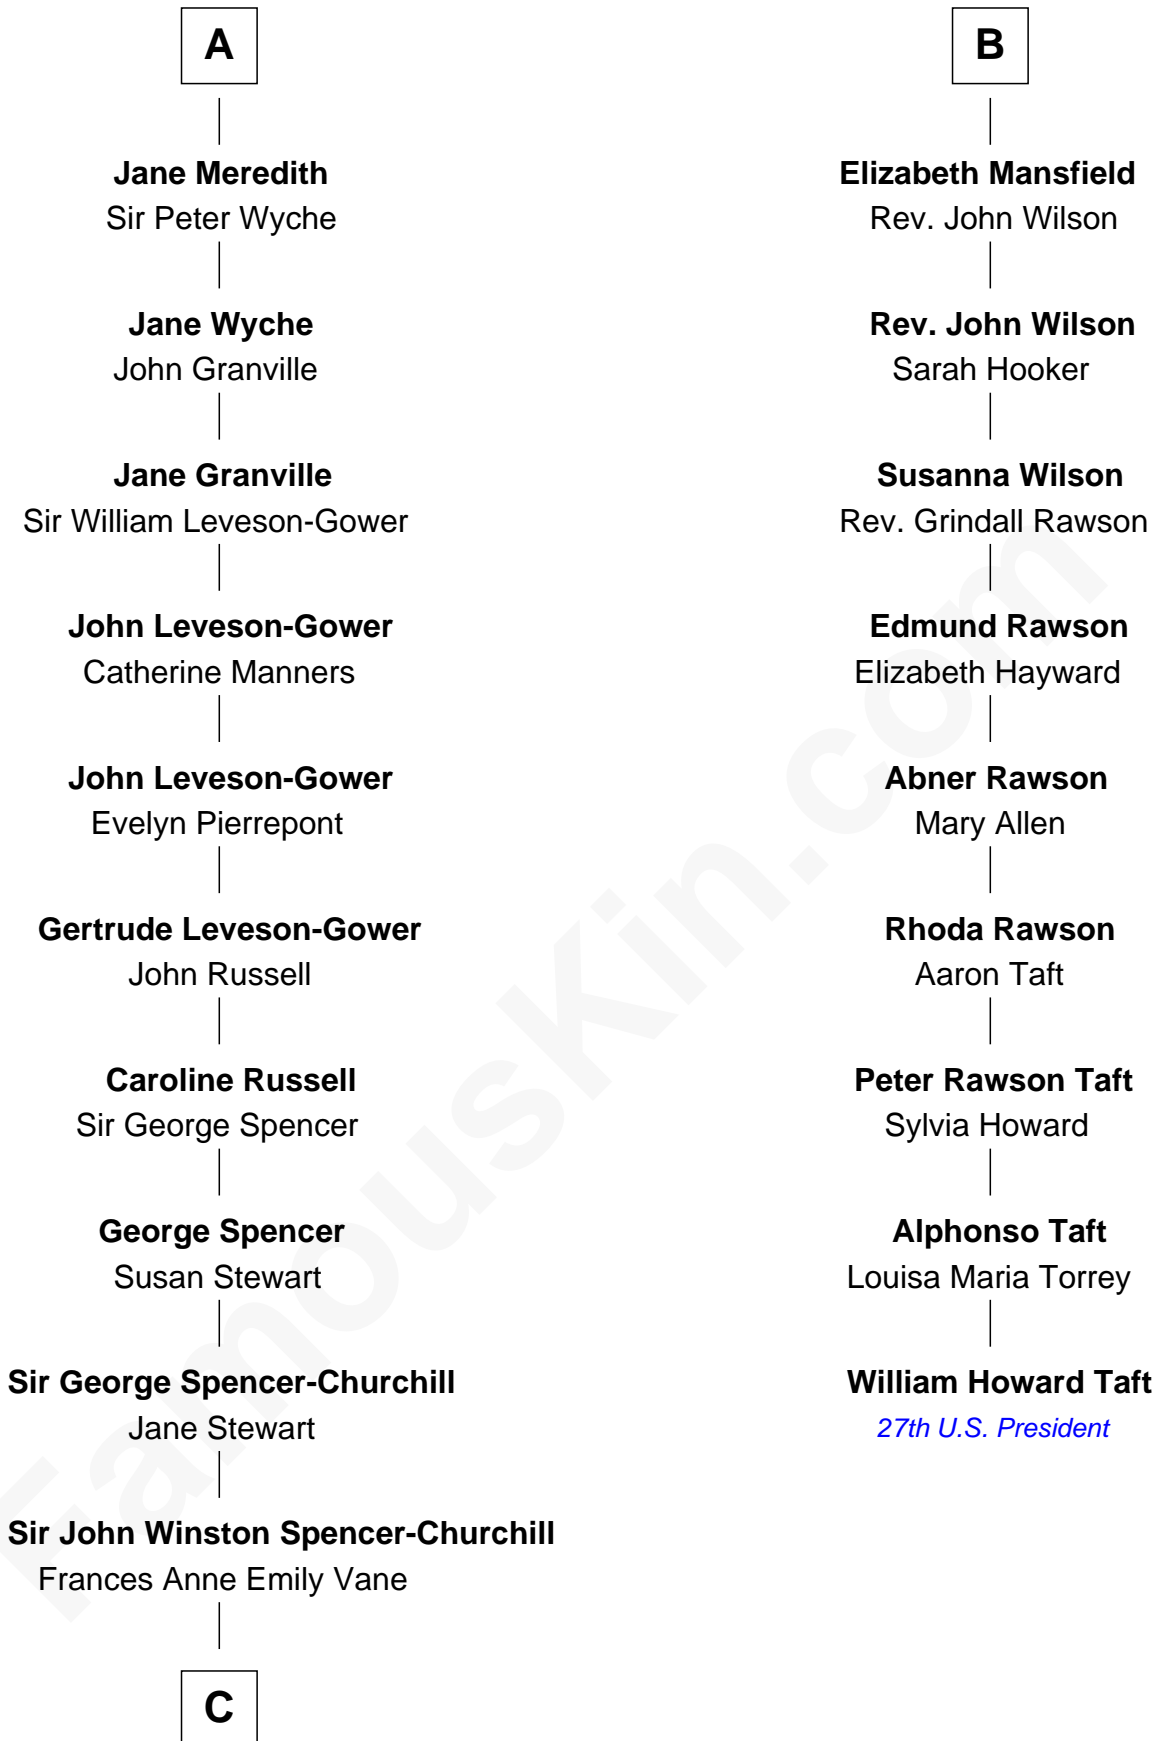 A
Jane Meredith
Sir Peter Wyche
Jane Wyche
John Granville
Jane Granville
Sir William Leveson-Gower
John Leveson-Gower
Catherine Manners
John Leveson-Gower
Evelyn Pierrepont
Gertrude Leveson-Gower
John Russell
Caroline Russell
Sir George Spencer
George Spencer
Susan Stewart
Sir George Spencer-Churchill
Jane Stewart
Sir John Winston Spencer-Churchill
Frances Anne Emily Vane
C
B
Elizabeth Mansfield
Rev. John Wilson
Rev. John Wilson
Sarah Hooker
Susanna Wilson
Rev. Grindall Rawson
Edmund Rawson
Elizabeth Hayward
Abner Rawson
Mary Allen
Rhoda Rawson
Aaron Taft
Peter Rawson Taft
Sylvia Howard
Alphonso Taft
Louisa Maria Torrey
William Howard Taft
27th U.S. President
FamousKin.com